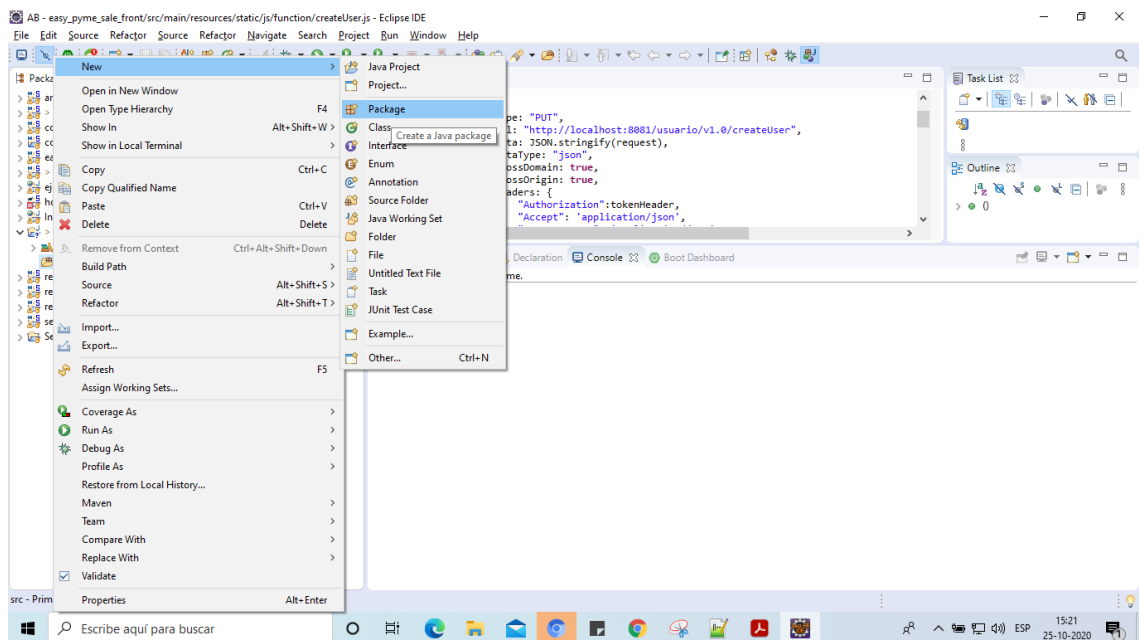 AB - easy_pyme_sale_front/src/main/resources/static/js/function/createUser.js - Eclipse IDE
File Edit Source Refactor Source Refactor Navigate Search Project Run Window Help
New
Open in New Window
Open Type Hierarchy F4
Show In Alt+Shift+W >
Show in Local Terminal
Copy Ctrl+C
Copy Qualified Name
Paste Ctrl+V
Delete Delete
Remove from Context Ctrl+Alt+Shift+Down
Build Path
Source Alt+Shift+S >
Refactor Alt+Shift+T >
Import...
Export...
Refresh F5
Assign Working Sets...
Coverage As
Run As
Debug As
Profile As
Restore from Local History...
Maven
Team
Compare With
Replace With
Validate
Properties Alt+Enter
Java Project
Project...
Package
Class
Create a Java package
Interface
Enum
Annotation
Source Folder
Java Working Set
Folder
File
Untitled Text File
Task
JUnit Test Case
Example...
Other... Ctrl+N
pe: "PUT",
l: "http://localhost:8081/usuario/v1.0/createUser",
ta: JSON.stringify(request),
taType: "json",
ossDomain: true,
ossOrigin: true,
aders: {
"Authorization":tokenHeader,
"Accept": 'application/json',
Declaration Console Boot Dashboard
me.
Task List
Outline
()
src - Prim
Escribe aquí para buscar
ESP
15:21
25-10-2020